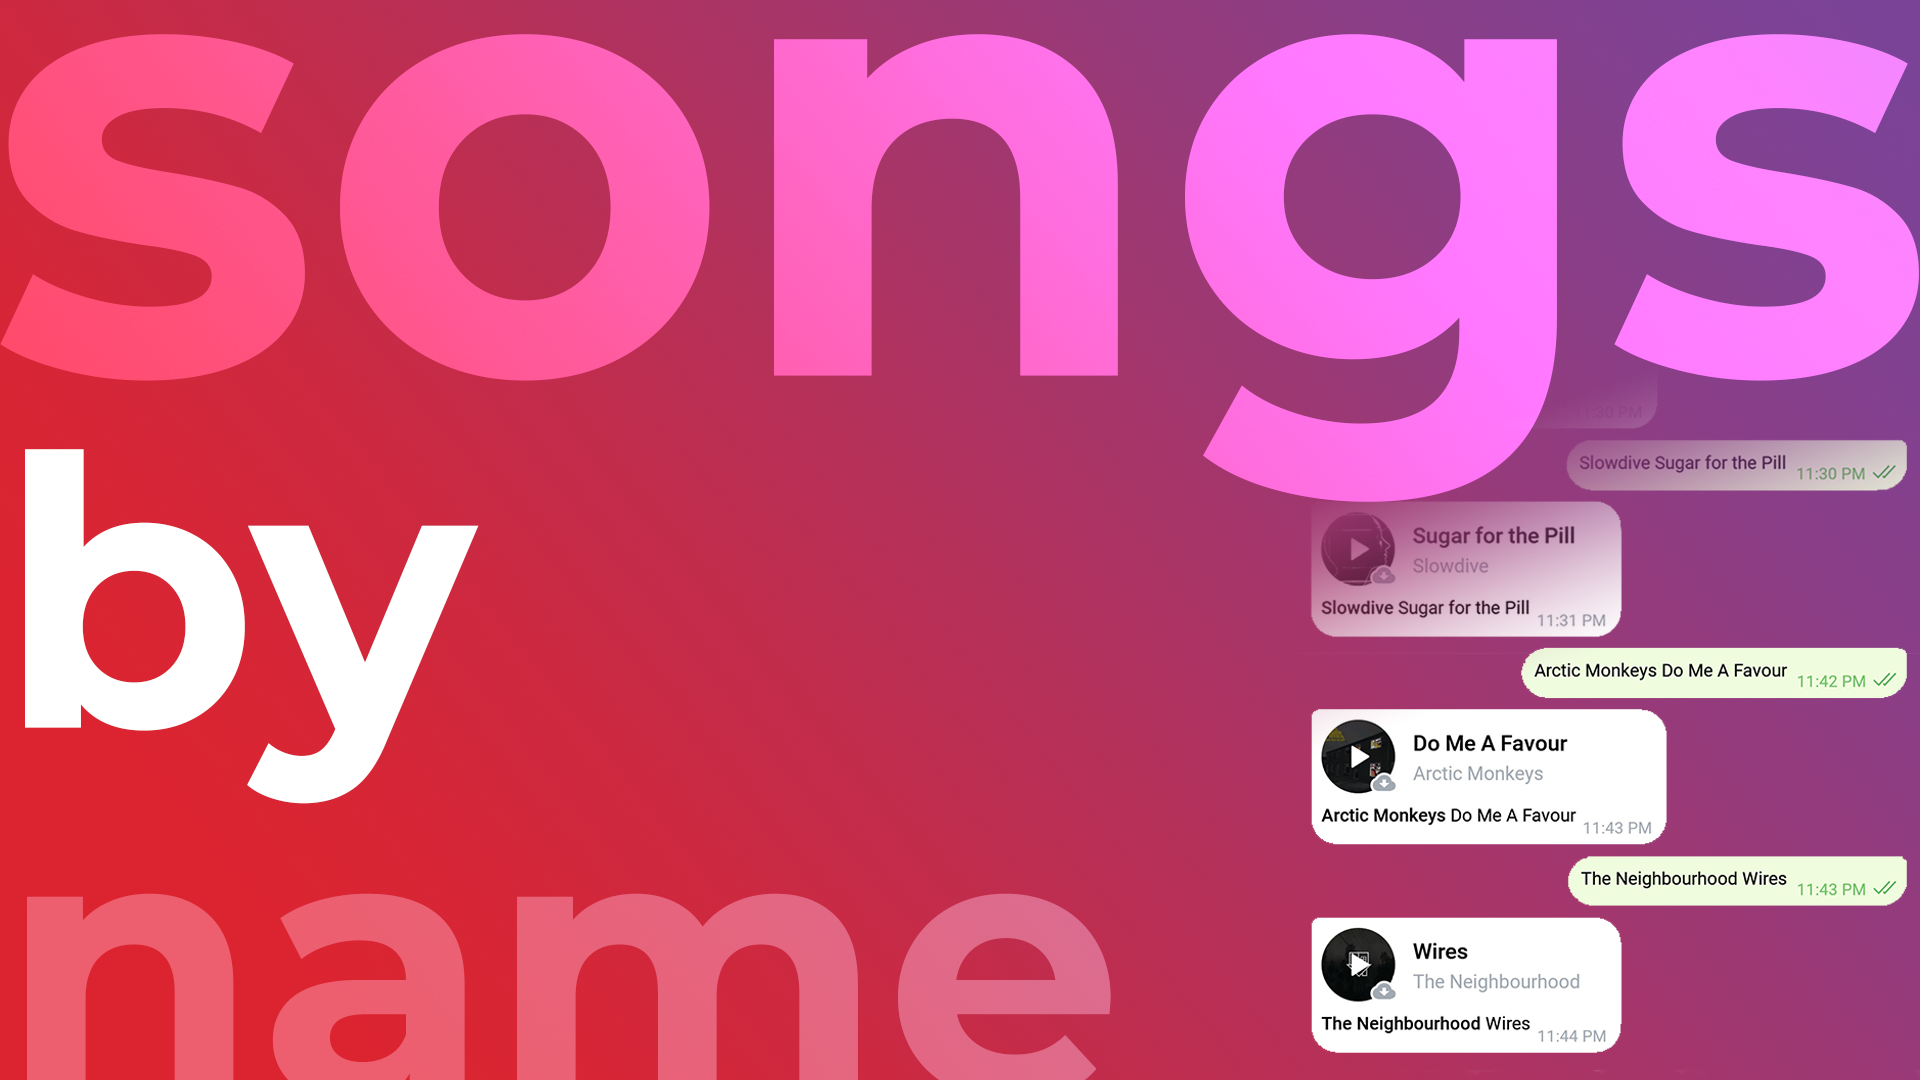 songs
by
name
11:30 PM
Slowdive Sugar for the Pill 11:30 PM
Sugar for the Pill
Slowdive
Slowdive Sugar for the Pill 11:31 PM
Arctic Monkeys Do Me A Favour 11:42 PM
Do Me A Favour
Arctic Monkeys
Arctic Monkeys Do Me A Favour 11:43 PM
The Neighbourhood Wires 11:43 PM
Wires
The Neighbourhood
The Neighbourhood Wires 11:44 PM